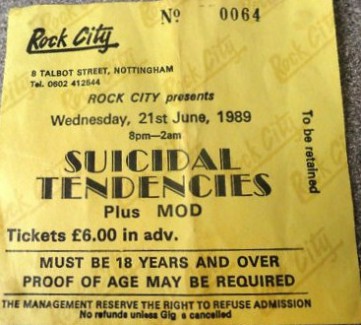 Nº 0064
Rock City
8 TALBOT STREET, NOTTINGHAM
Tel. 0602 412544
ROCK CITY presents
Wednesday, 21st June, 1989
8pm—2am
SUICIDAL
TENDENCIES
Plus MOD
Tickets £6.00 in adv.
To be retained
MUST BE 18 YEARS AND OVER
PROOF OF AGE MAY BE REQUIRED
THE MANAGEMENT RESERVE THE RIGHT TO REFUSE ADMISSION
No refunds unless Gig is cancelled